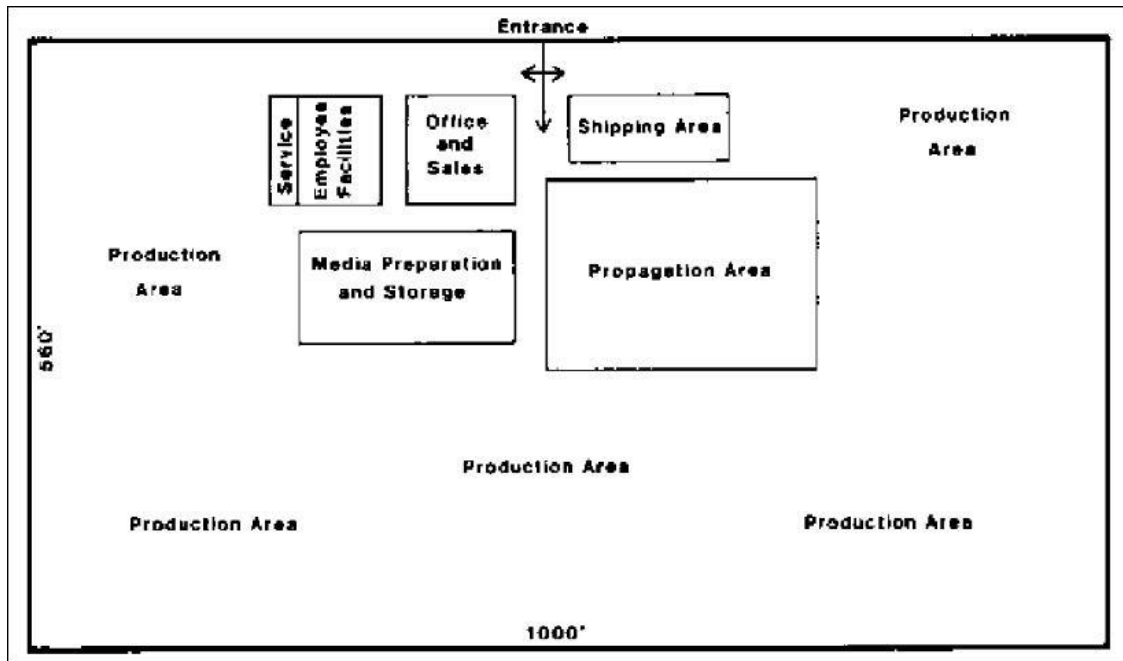 Entrance
Service
Employee
Facilities
Office
and
Sales
Shipping Area
Production
Area
Production
Area
Media Preparation
and Storage
Propagation Area
560'
Production Area
Production Area
Production Area
1000'